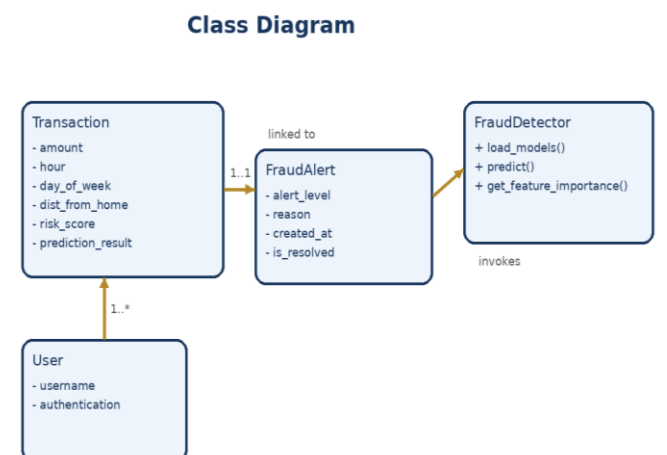 Class Diagram
Transaction
- amount
- hour
- day_of_week
- dist_from_home
- risk_score
- prediction_result
1..1
linked to
FraudAlert
- alert_level
- reason
- created_at
- is_resolved
FraudDetector
+ load_models()
+ predict()
+ get_feature_importance()
invokes
1..*
User
- username
- authentication